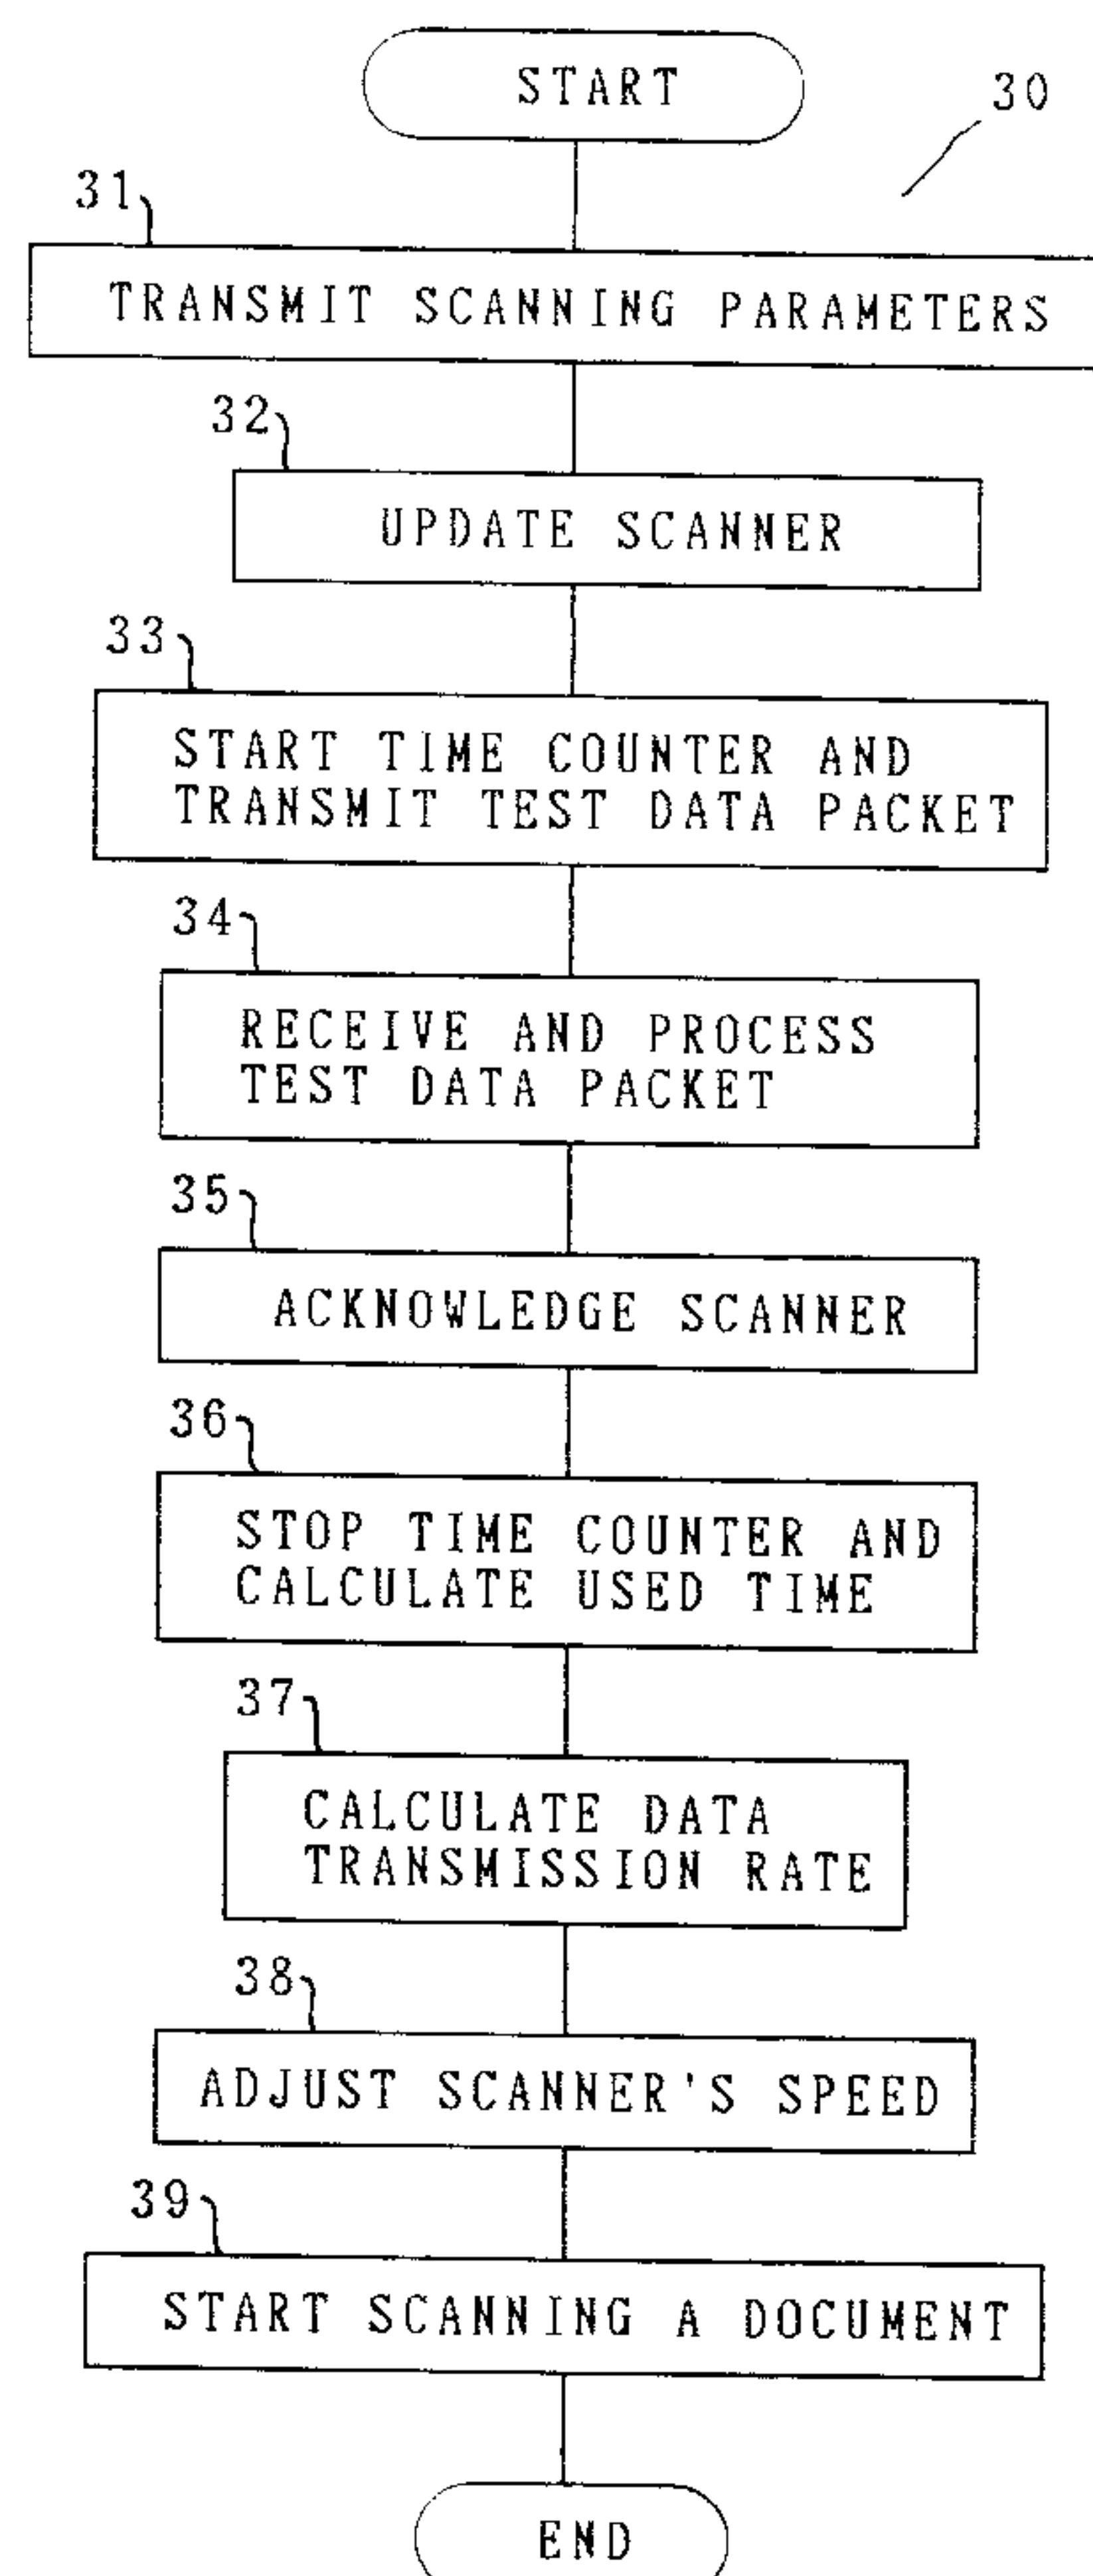 START
30
31
TRANSMIT SCANNING PARAMETERS
32
UPDATE SCANNER
33
START TIME COUNTER AND
TRANSMIT TEST DATA PACKET
34
RECEIVE AND PROCESS
TEST DATA PACKET
35
ACKNOWLEDGE SCANNER
36
STOP TIME COUNTER AND
CALCULATE USED TIME
37
CALCULATE DATA
TRANSMISSION RATE
38
ADJUST SCANNER'S SPEED
39
START SCANNING A DOCUMENT
END